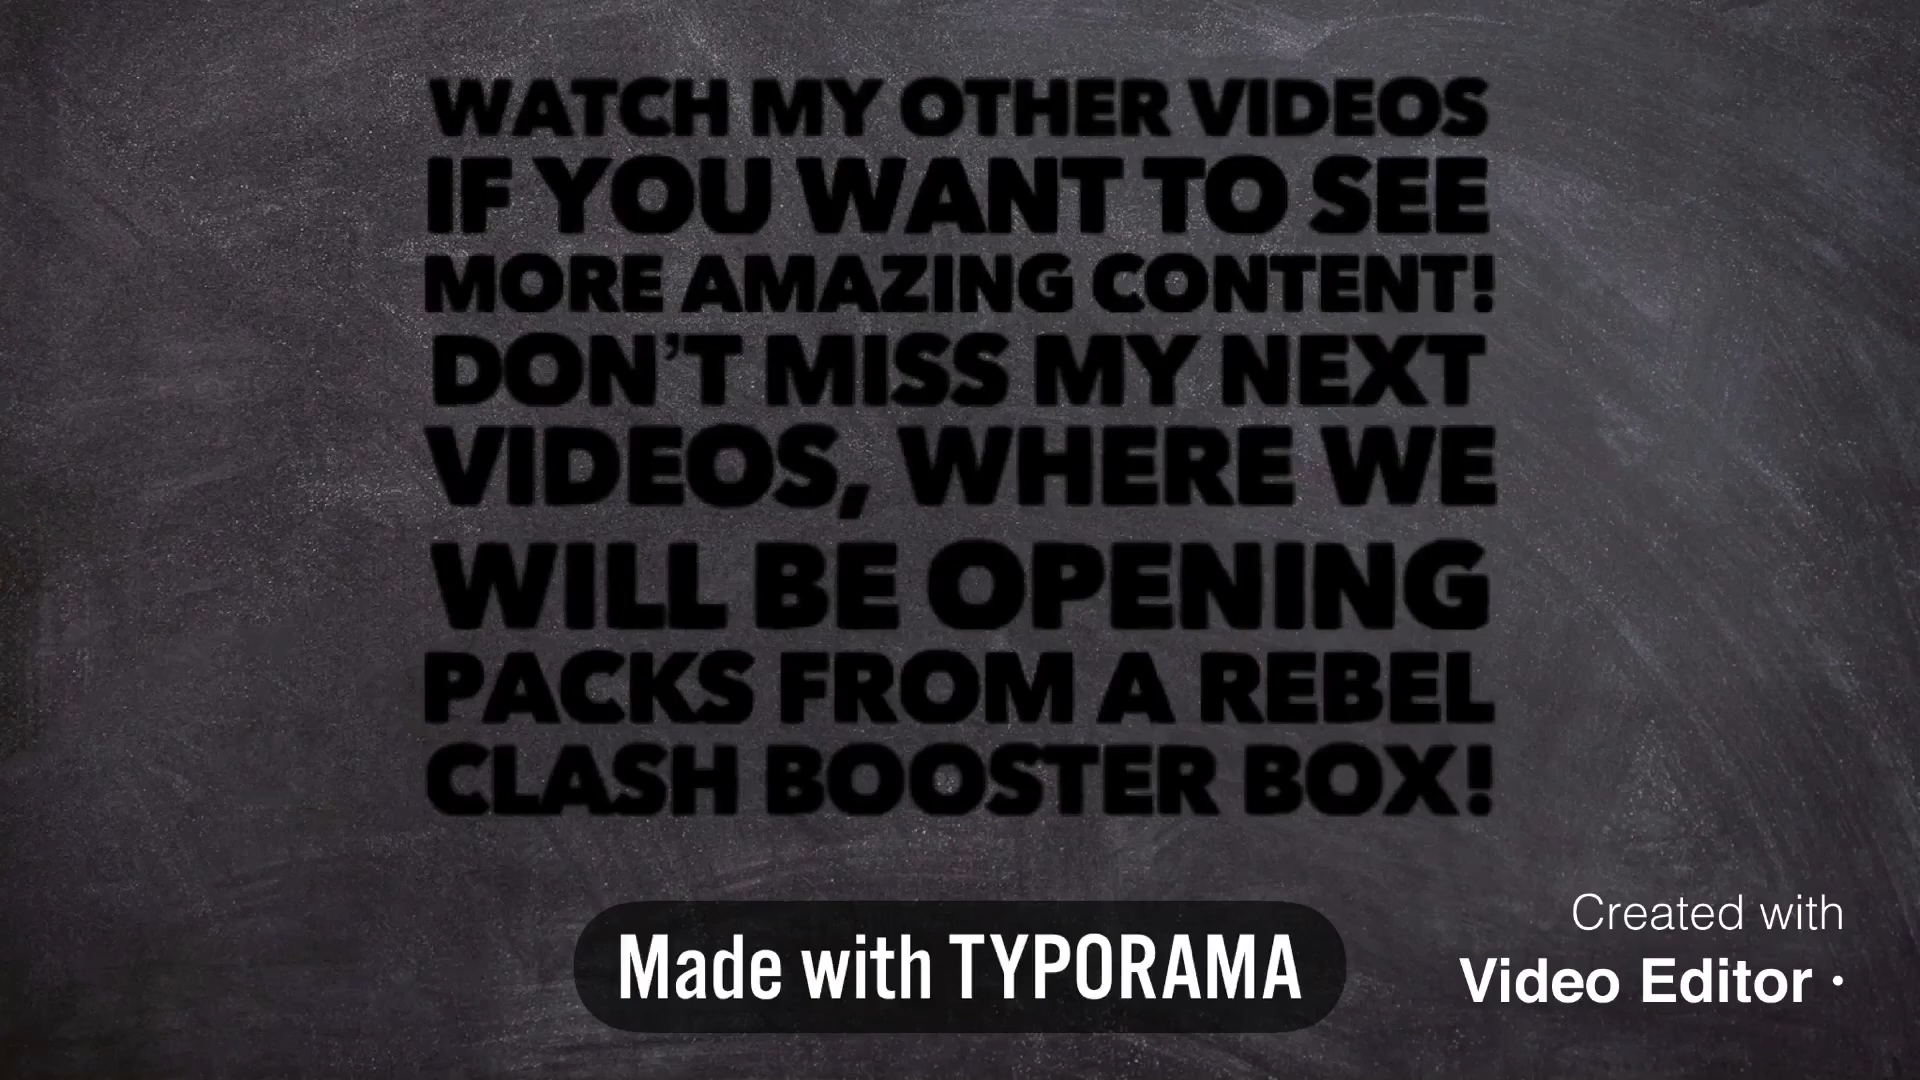 WATCH MY OTHER VIDEOS
IF YOU WANT TO SEE
MORE AMAZING CONTENT!
DON'T MISS MY NEXT
VIDEOS, WHERE WE
WILL BE OPENING
PACKS FROM A REBEL
CLASH BOOSTER BOX!
Made with TYPORAMA
Created with
Video Editor ·